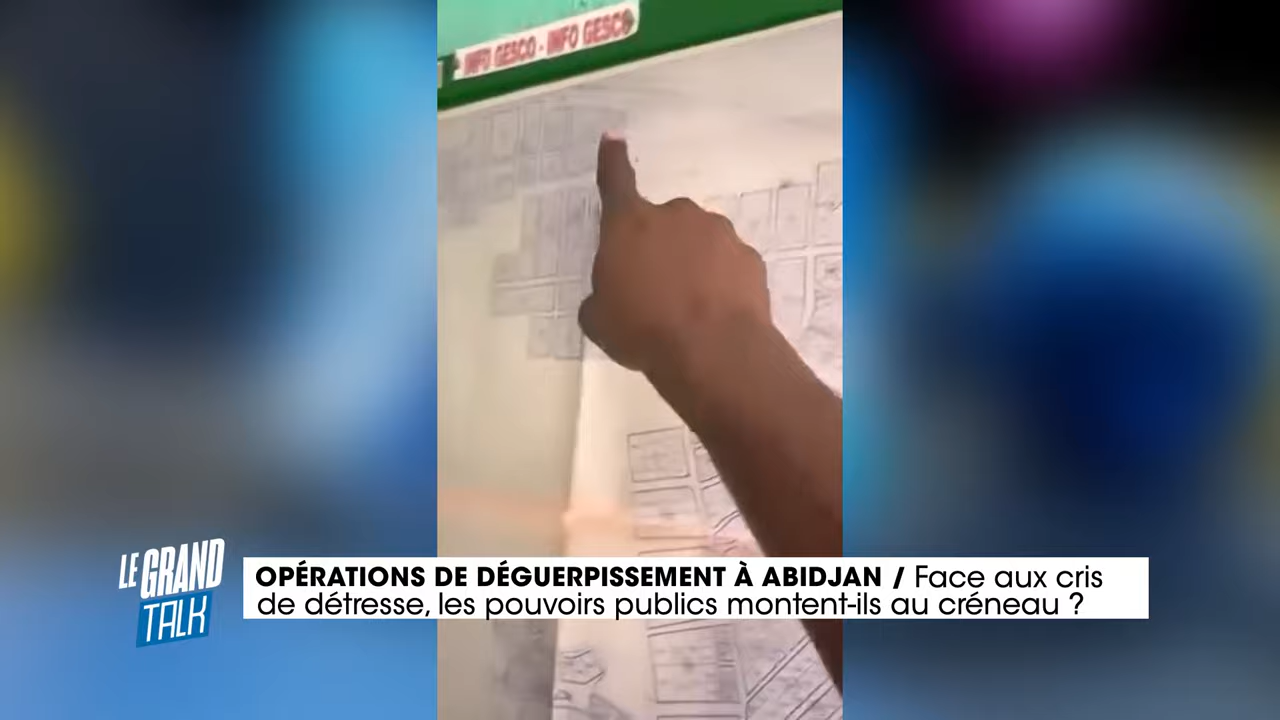 INFO GESCO - INFO GESCO
LE GRAND
TALK
OPÉRATIONS DE DÉGUERPISSEMENT À ABIDJAN / Face aux cris
de détresse, les pouvoirs publics montent-ils au créneau ?